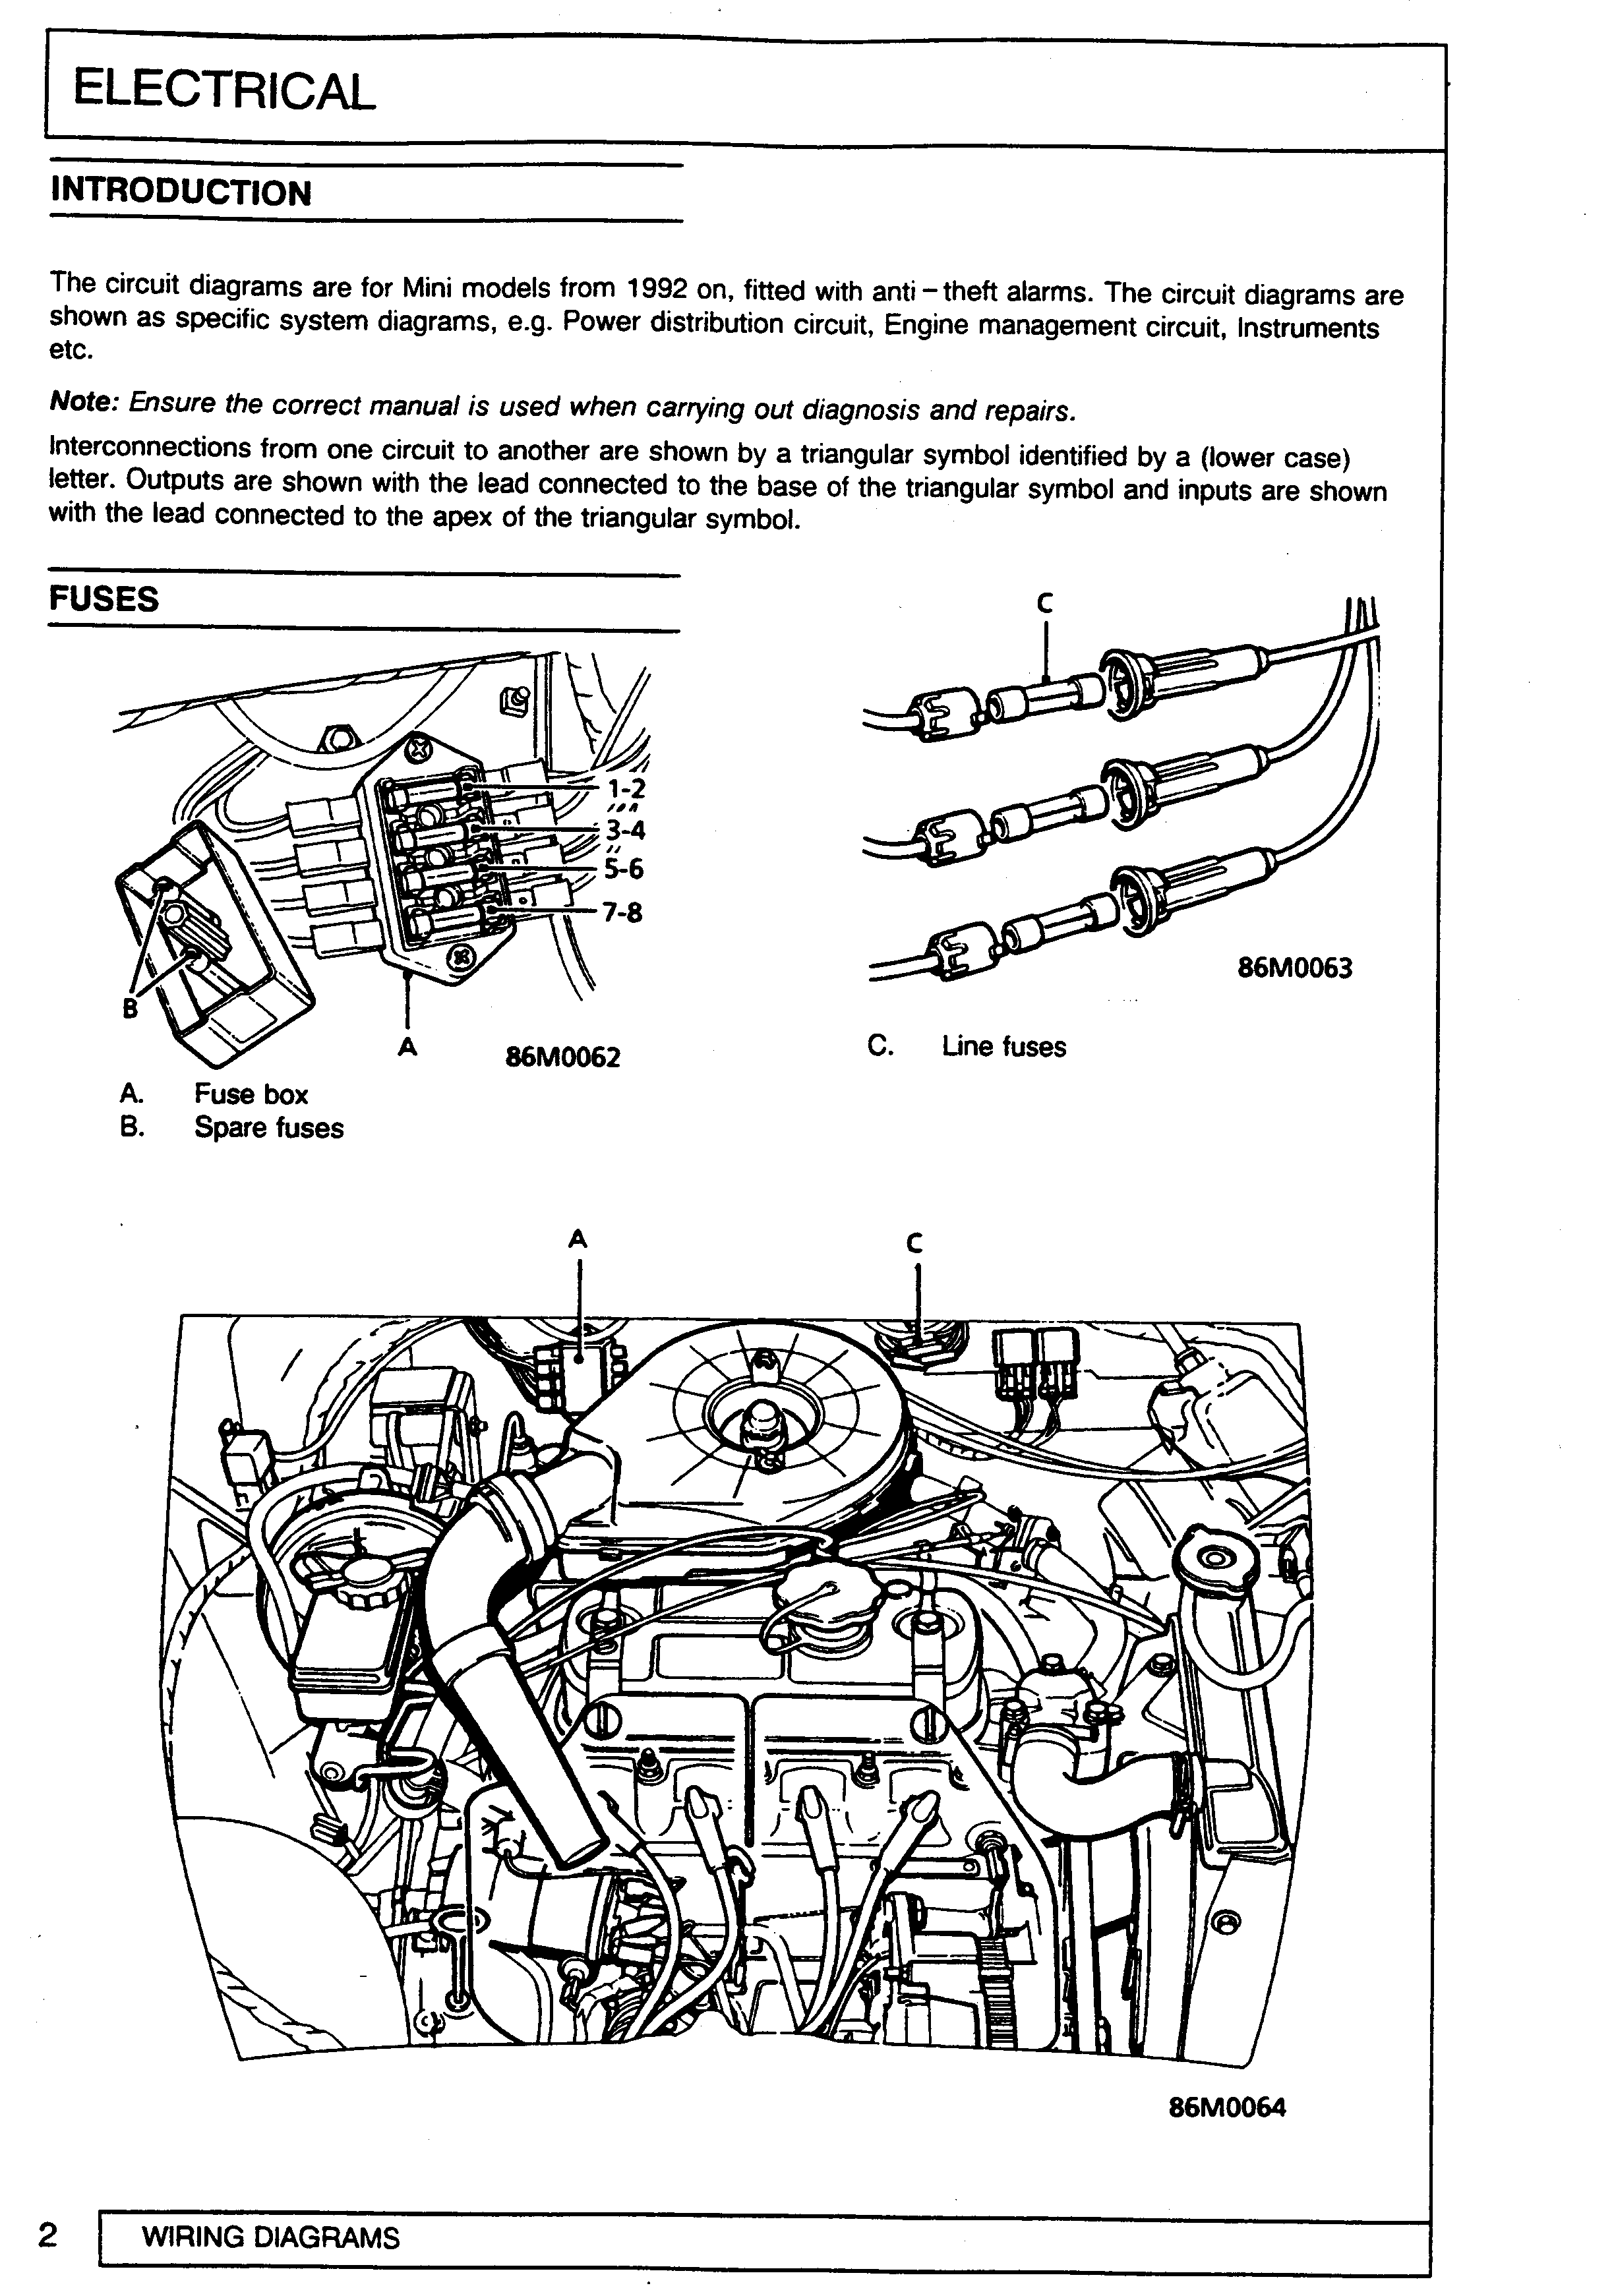 ELECTRICAL
INTRODUCTION
The circuit diagrams are for Mini models from 1992 on, fitted with anti – theft alarms. The circuit diagrams are
shown as specific system diagrams, e.g. Power distribution circuit, Engine management circuit, Instruments
etc.
Note: Ensure the correct manual is used when carrying out diagnosis and repairs.
Interconnections from one circuit to another are shown by a triangular symbol identified by a (lower case)
letter. Outputs are shown with the lead connected to the base of the triangular symbol and inputs are shown
with the lead connected to the apex of the triangular symbol.
FUSES
1-2
3-4
5-6
7-8
B
A
86M0062
A. Fuse box
B. Spare fuses
C
86M0063
C. Line fuses
A
C
86M0064
2
WIRING DIAGRAMS